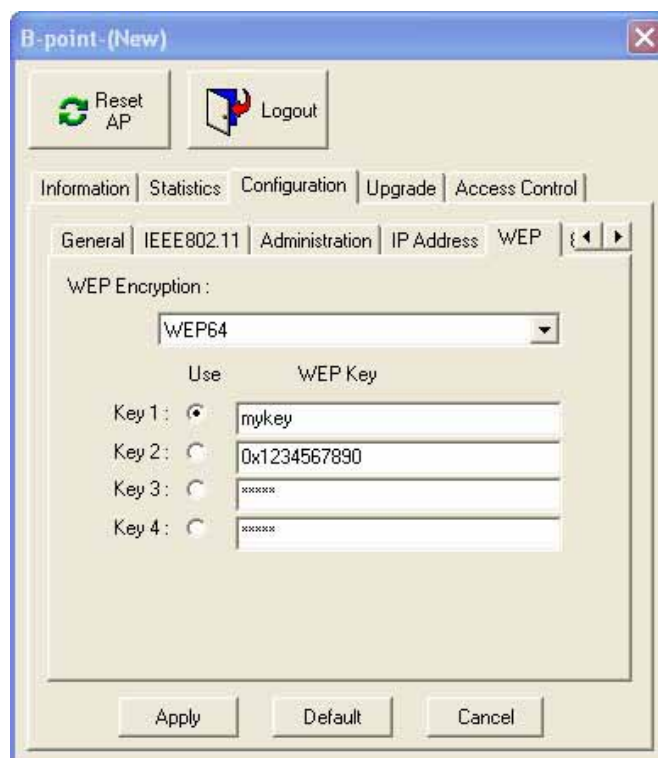 B-point-(New)
Reset AP
Logout
Information Statistics Configuration Upgrade Access Control
General IEEE802.11 Administration IP Address WEP
WEP Encryption :
WEP64
Use WEP Key
Key 1 : mykey
Key 2 : 0x1234567890
Key 3 : *****
Key 4 : *****
Apply Default Cancel